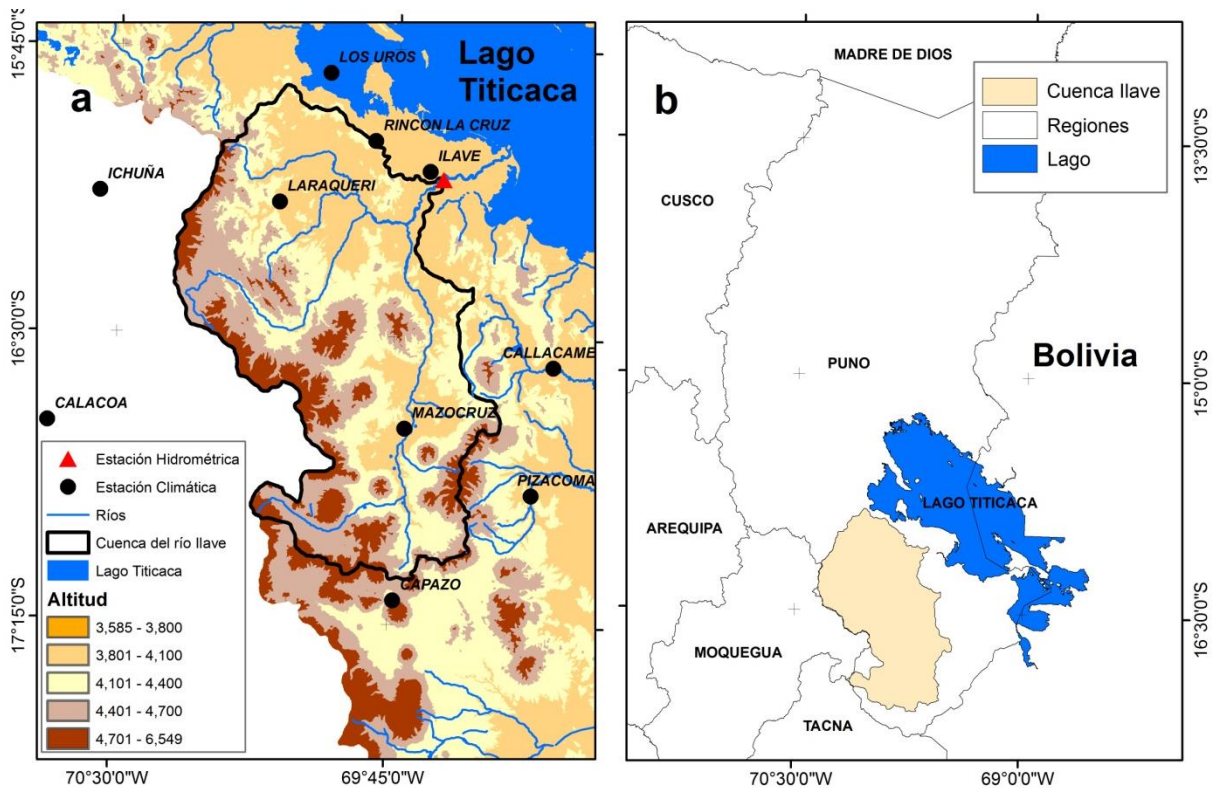 a
Lago
Titicaca
LOS UROS
RINCON LA CRUZ
ILAVE
ICHUÑA
LARAQUERI
CALLACAME
CALACOA
MAZOCRUZ
PIZACOMA
CAPAZO
Estación Hidrométrica
Estación Climática
Ríos
Cuenca del río Ilave
Lago Titicaca
Altitud
3,585 - 3,800
3,801 - 4,100
4,101 - 4,400
4,401 - 4,700
4,701 - 6,549
15°45'0"S
16°30'0"S
17°15'0"S
70°30'0"W
69°45'0"W
b
MADRE DE DIOS
Cuenca Ilave
Regiones
Lago
CUSCO
PUNO
Bolivia
LAGO TITICACA
AREQUIPA
MOQUEGUA
TACNA
13°30'0"S
15°00'0"S
16°30'0"S
70°30'0"W
69°00'0"W